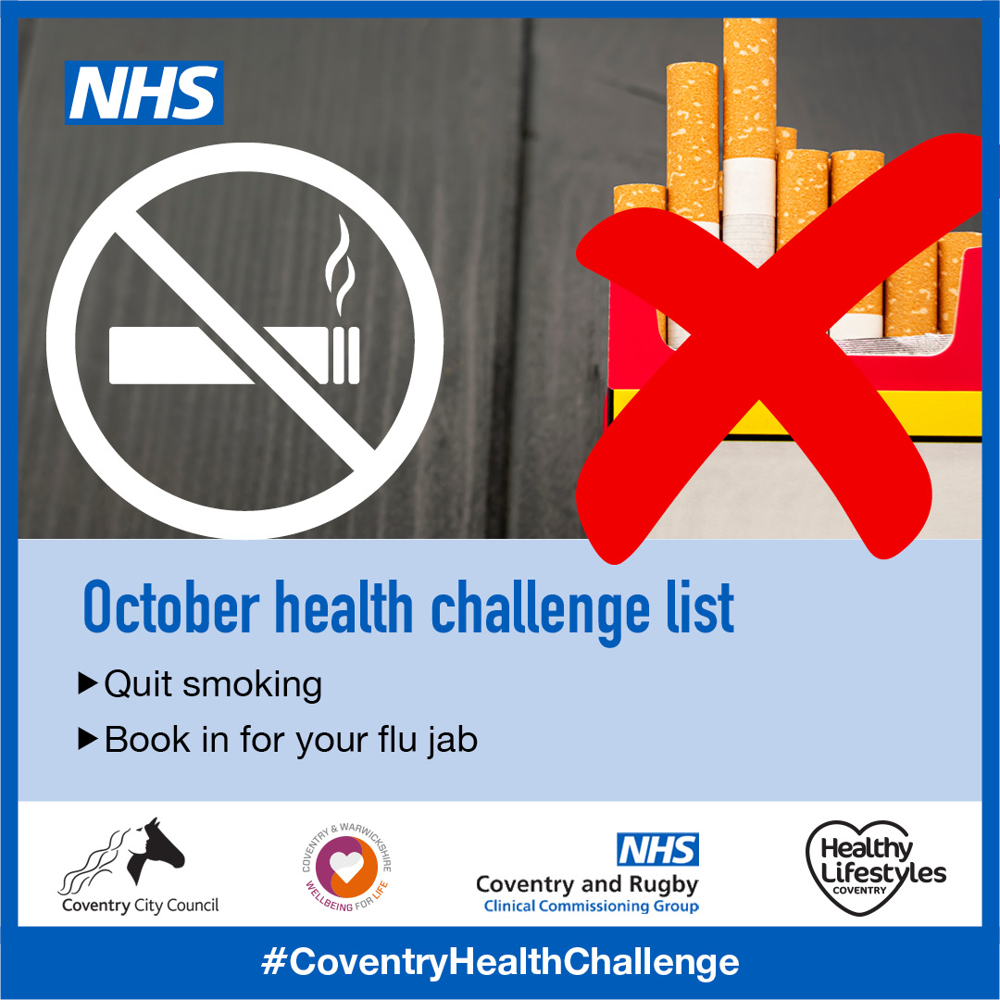 NHS
October health challenge list
Quit smoking
Book in for your flu jab
Coventry City Council
COVENTRY & WARWICKSHIRE
WELLBEING FOR LIFE
NHS
Coventry and Rugby
Clinical Commissioning Group
Healthy
Lifestyles
COVENTRY
#CoventryHealthChallenge